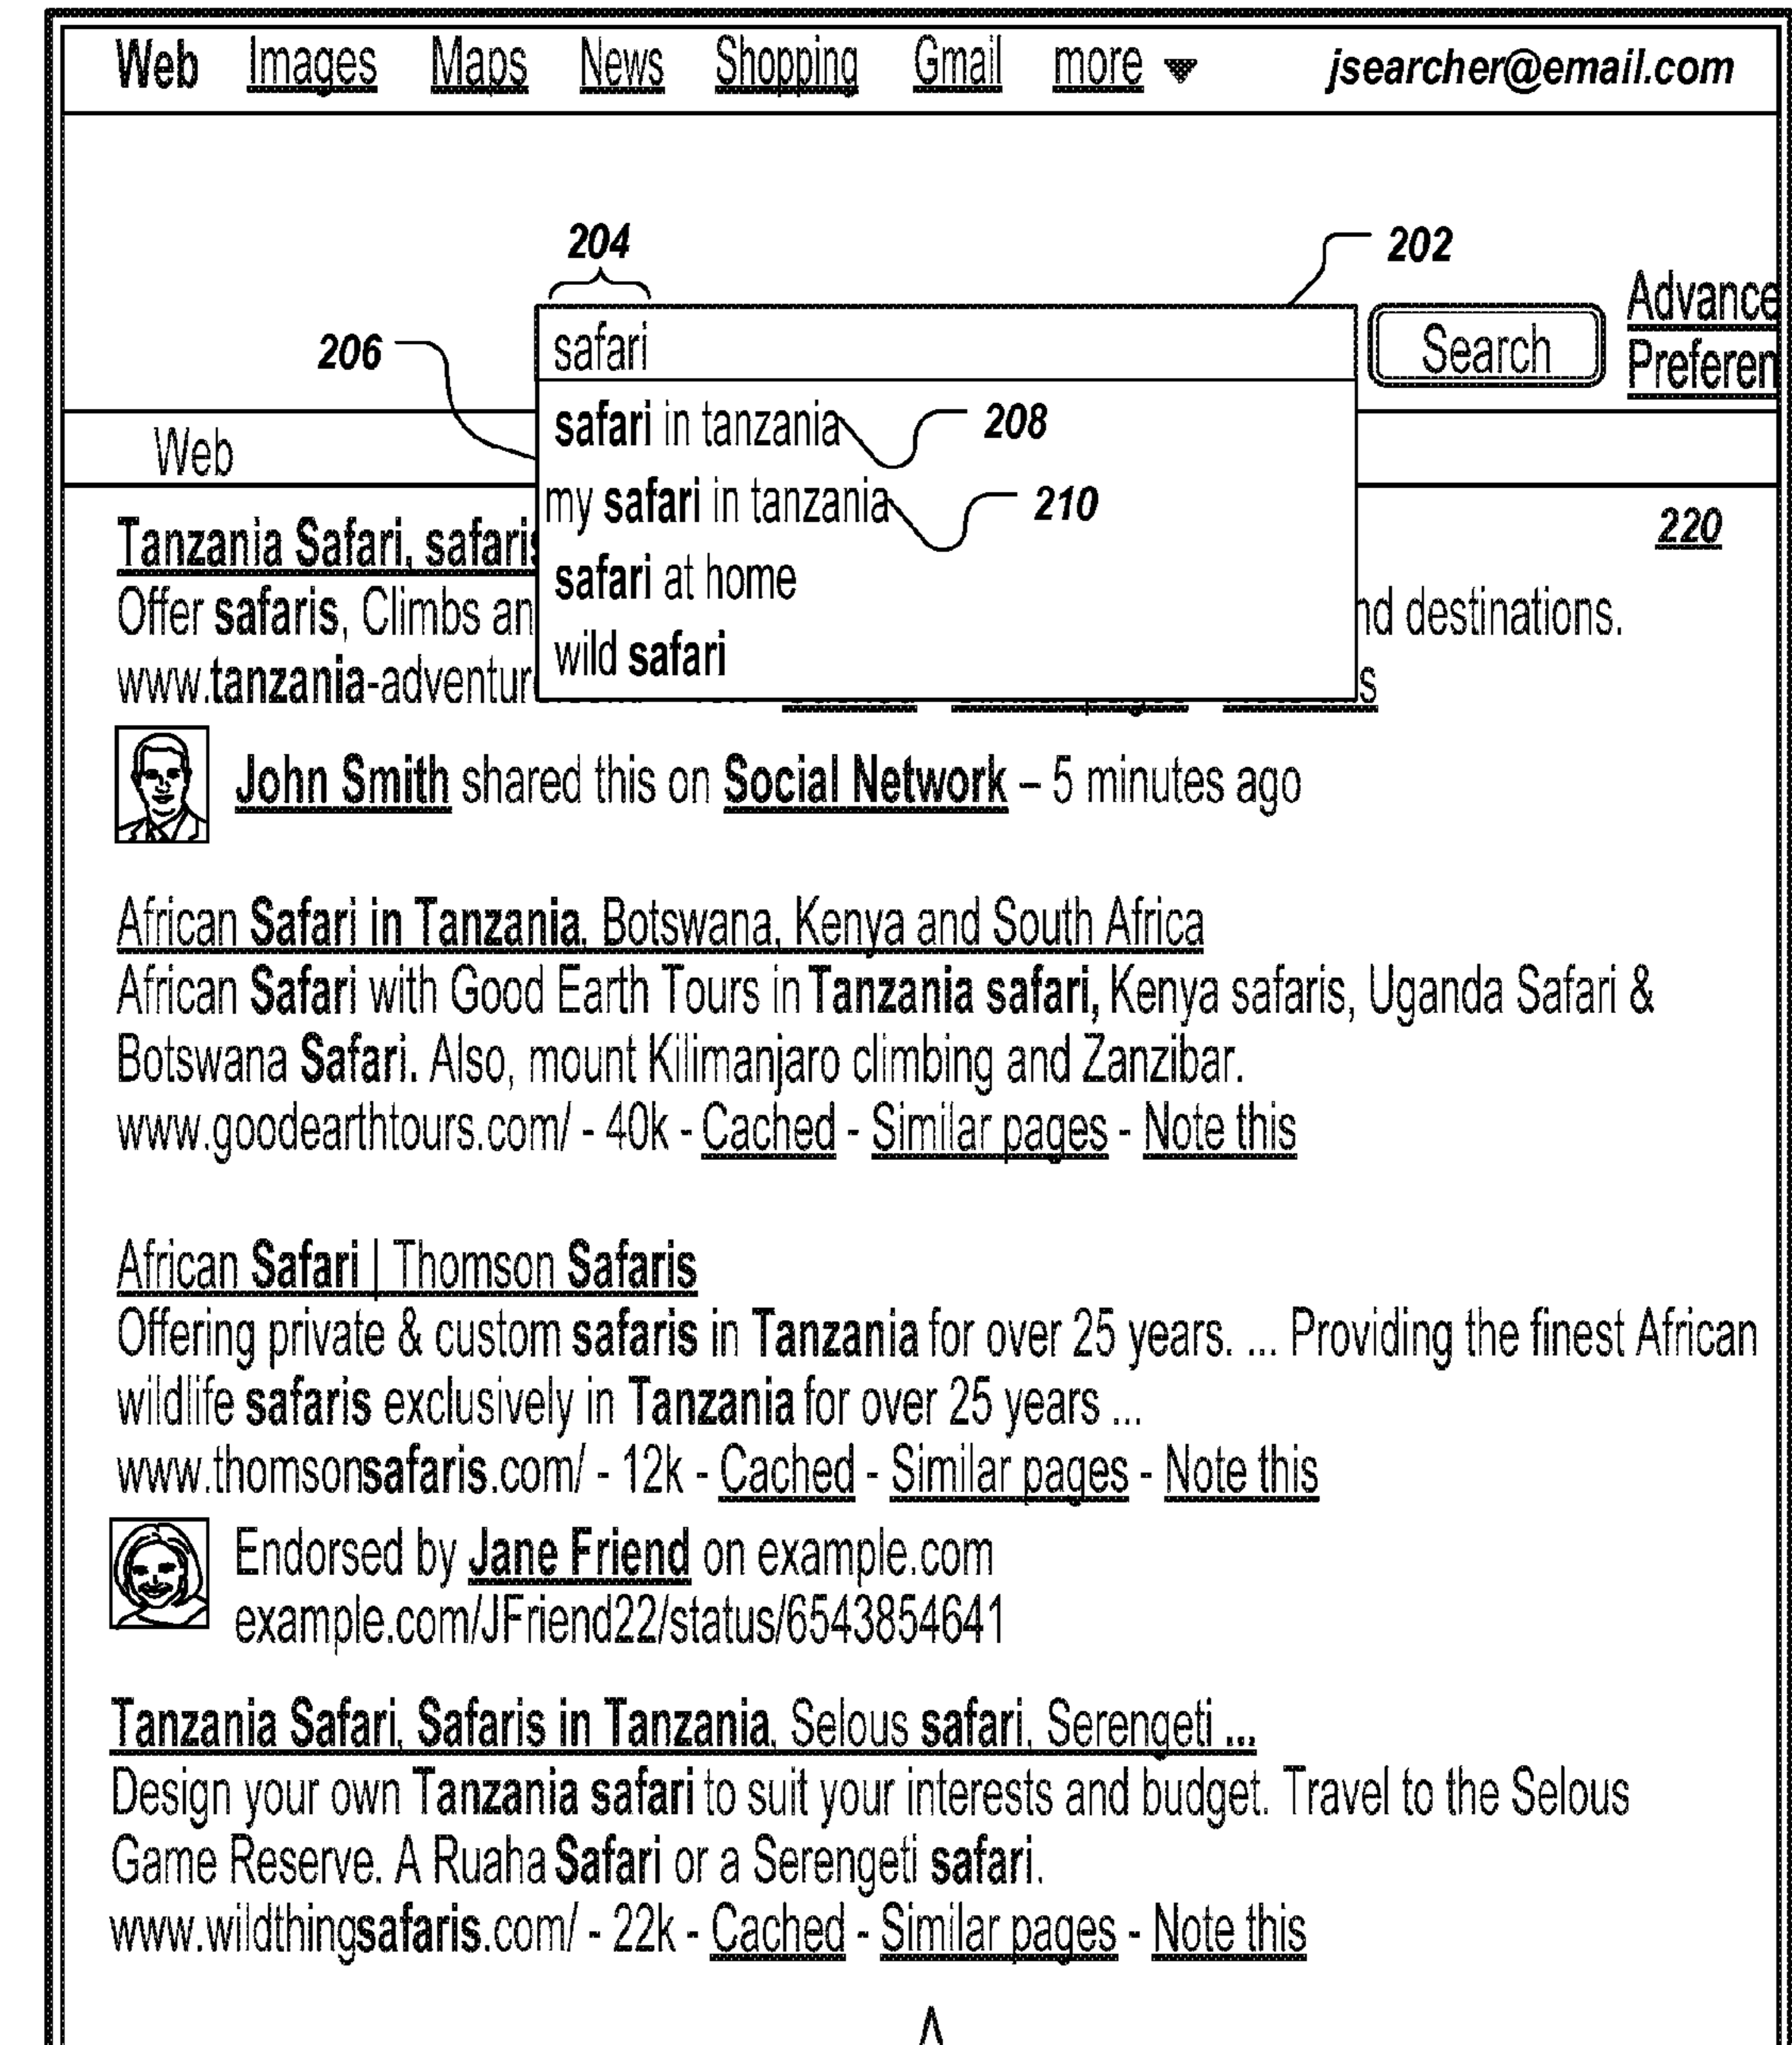 Web Images Maps News Shopping Gmail more jsearcher@email.com
204
202
206
safari
Search
Advance
Preferen
safari in tanzania
208
Web
my safari in tanzania
210
220
Tanzania Safari, safaris
safari at home
Offer safaris, Climbs an
nd destinations.
wild safari
www.tanzania-adventur
John Smith shared this on Social Network – 5 minutes ago
African Safari in Tanzania, Botswana, Kenya and South Africa
African Safari with Good Earth Tours in Tanzania safari, Kenya safaris, Uganda Safari &
Botswana Safari. Also, mount Kilimanjaro climbing and Zanzibar.
www.goodearthtours.com/ - 40k - Cached - Similar pages - Note this
African Safari | Thomson Safaris
Offering private & custom safaris in Tanzania for over 25 years. ... Providing the finest African
wildlife safaris exclusively in Tanzania for over 25 years ...
www.thomsonsafaris.com/ - 12k - Cached - Similar pages - Note this
Endorsed by Jane Friend on example.com
example.com/JFriend22/status/6543854641
Tanzania Safari, Safaris in Tanzania, Selous safari, Serengeti ...
Design your own Tanzania safari to suit your interests and budget. Travel to the Selous
Game Reserve. A Ruaha Safari or a Serengeti safari.
www.wildthingsafaris.com/ - 22k - Cached - Similar pages - Note this